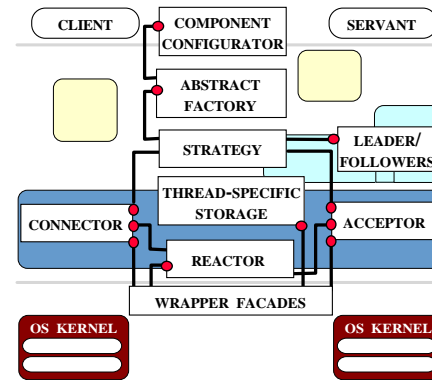 CLIENT
COMPONENT
CONFIGURATOR
SERVANT
ABSTRACT
FACTORY
STRATEGY
LEADER/
FOLLOWERS
THREAD-SPECIFIC
STORAGE
CONNECTOR
ACCEPTOR
REACTOR
WRAPPER FACADES
OS KERNEL
OS KERNEL